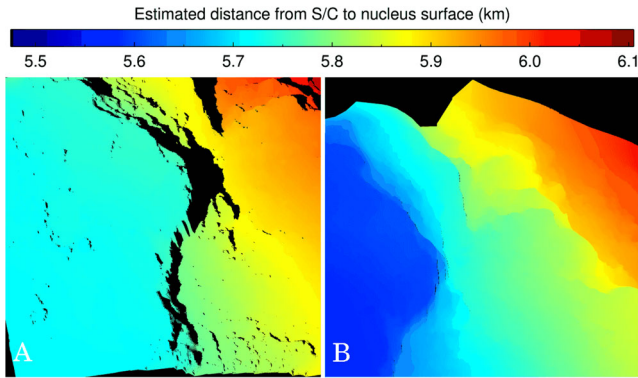 Estimated distance from S/C to nucleus surface (km)
5.5 5.6 5.7 5.8 5.9 6.0 6.1
A B